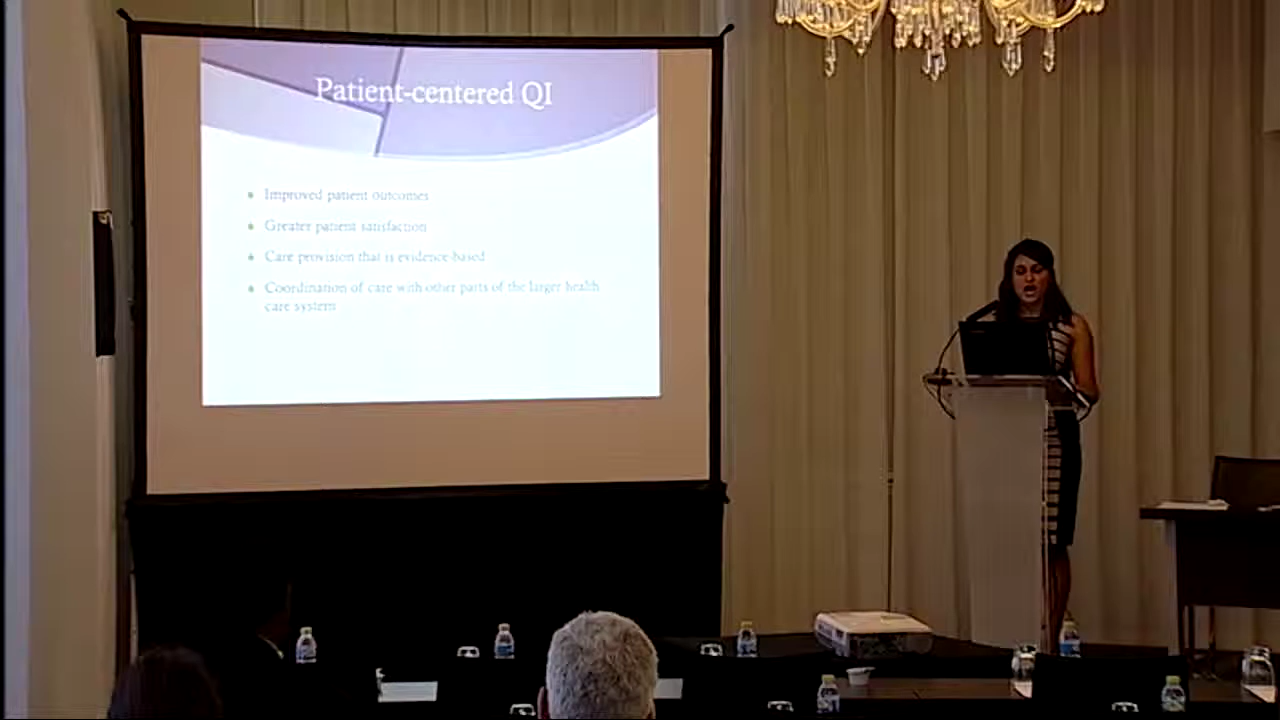 Patient-centered QI
Improved patient outcomes
Greater patient satisfaction
Care provision that is evidence-based
Coordination of care with other parts of the larger health
care system